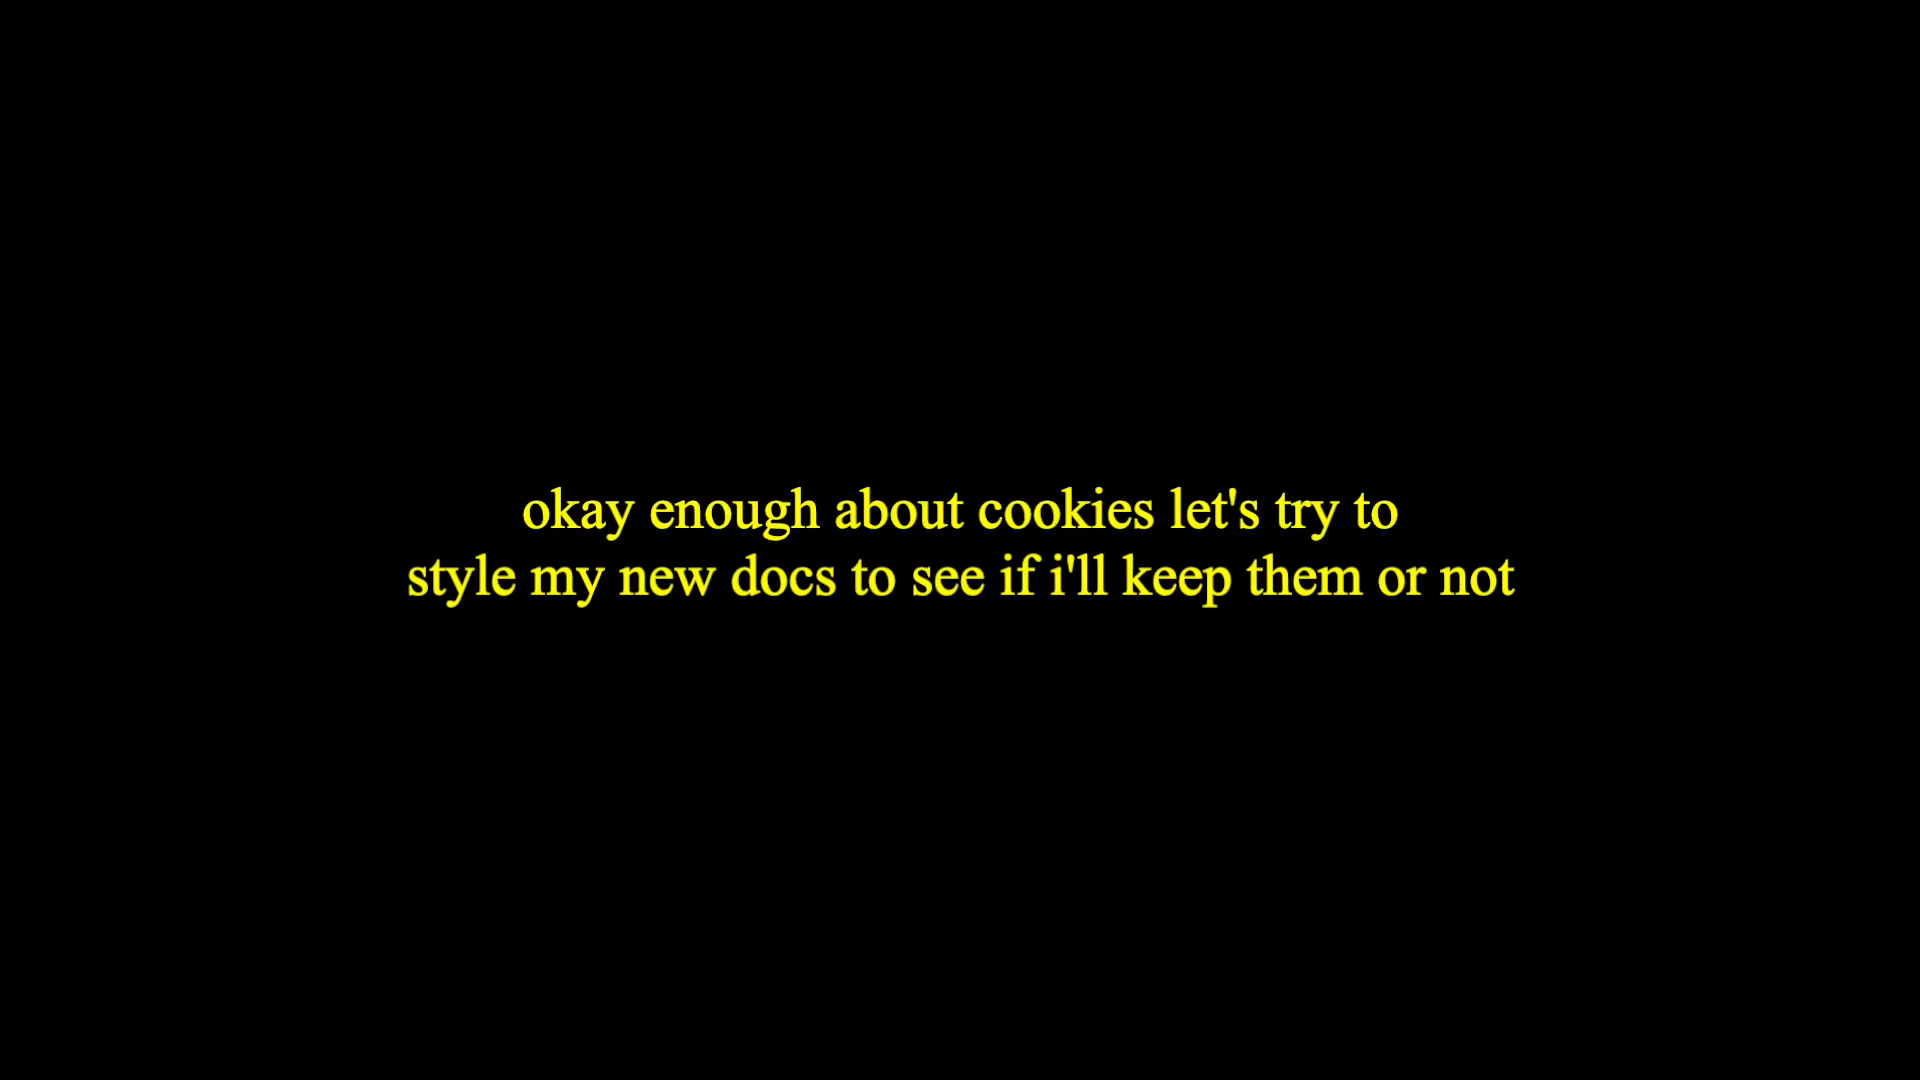 okay enough about cookies let's try to
style my new docs to see if i'll keep them or not